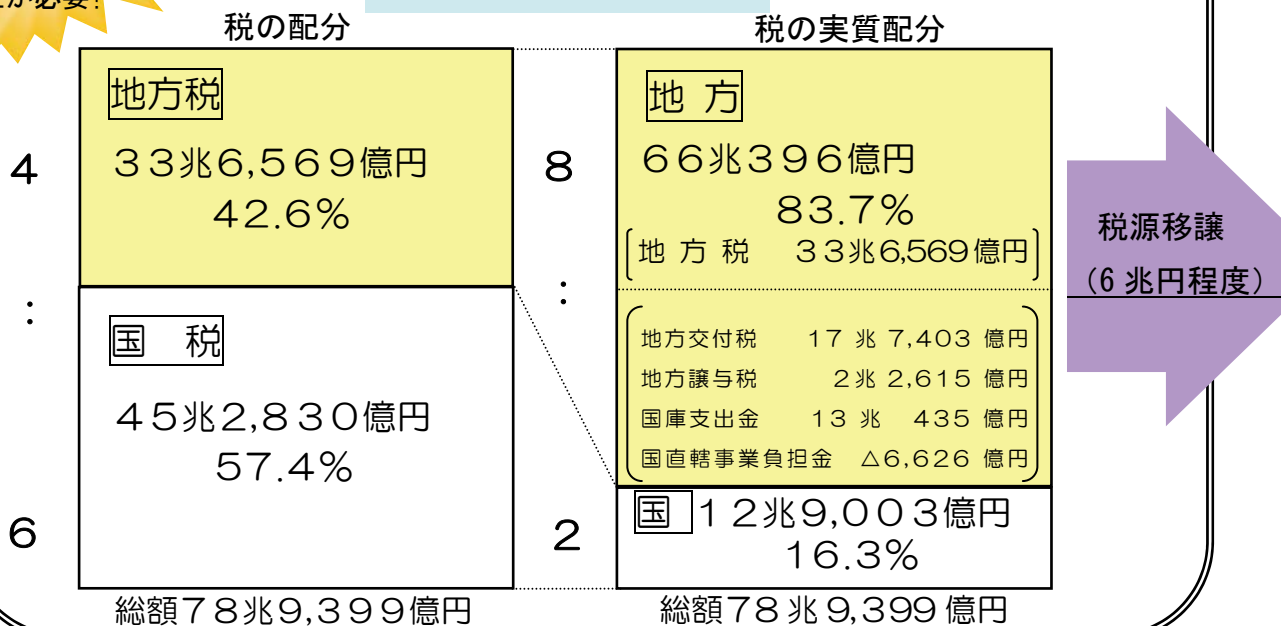 が必要!
税の配分
地方税
33兆6,569億円
42.6%
国 税
45兆2,830億円
57.4%
4
:
6
総額78兆9,399億円
税の実質配分
地 方
66兆396億円
83.7%
地 方 税 33兆6,569億円
地方交付税 17 兆 7,403 億円
地方譲与税 2兆 2,615 億円
国庫支出金 13 兆 435 億円
国直轄事業負担金 △6,626 億円
国 12兆9,003億円
16.3%
8
:
2
総額78兆9,399億円
税源移譲
(6 兆円程度)